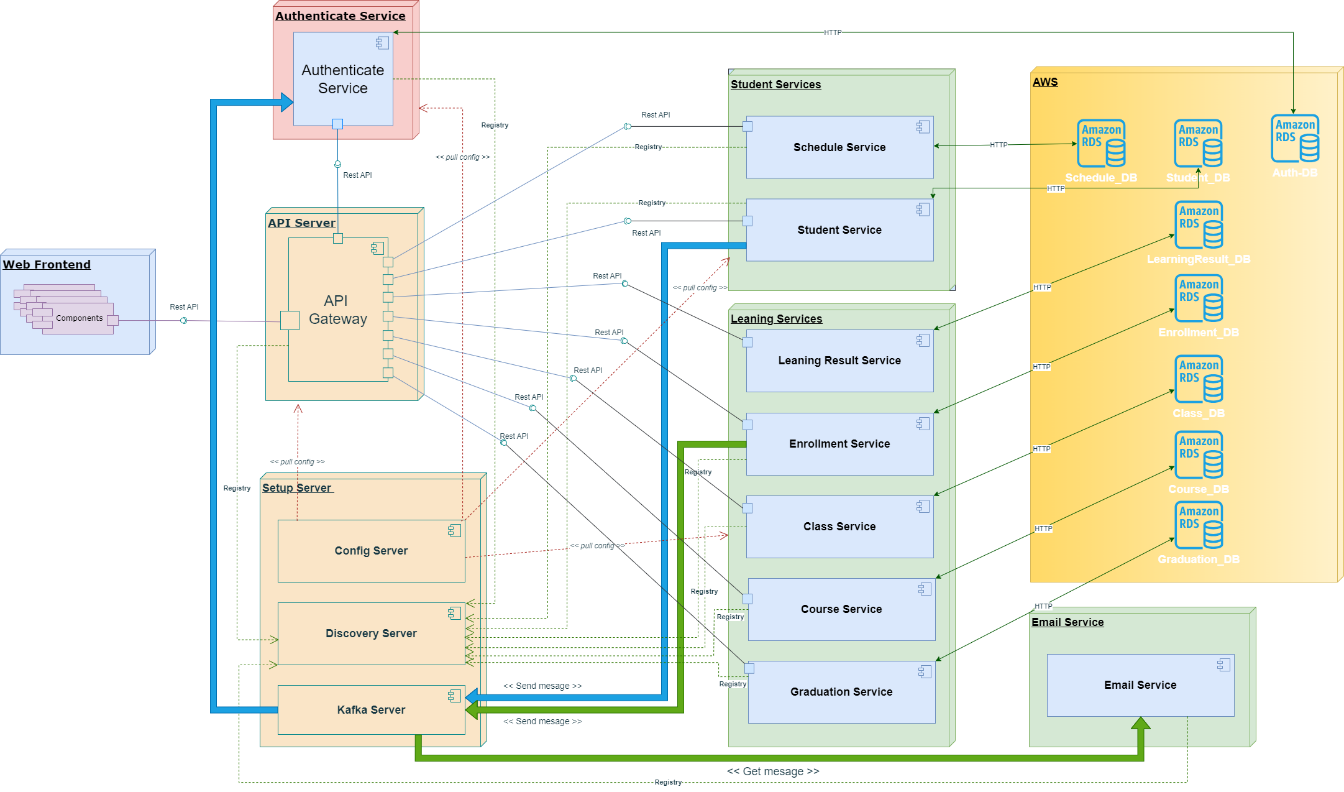 Authenticate Service
Authenticate
Service
HTTP
Registry
<< pull config >>
Rest API
Rest API
Registry
Registry
Rest API
Student Services
Schedule Service
Student Service
AWS
HTTP
HTTP
Amazon
RDS
Schedule_DB
Amazon
RDS
Student_DB
Amazon
RDS
Auth-DB
API Server
API
Gateway
Web Frontend
Components
Rest API
Rest API
<< pull config >>
Rest API
Rest API
Rest API
Rest API
Leaning Services
Leaning Result Service
Enrollment Service
Class Service
Course Service
Graduation Service
HTTP
HTTP
HTTP
HTTP
HTTP
Amazon
RDS
LearningResult_DB
Amazon
RDS
Enrollment_DB
Amazon
RDS
Class_DB
Amazon
RDS
Course_DB
Amazon
RDS
Graduation_DB
<< pull config >>
Registry
Setup Server
Config Server
Discovery Server
Kafka Server
<< pull config >>
Registry
Registry
Registry
Registry
<< Send message >>
<< Send message >>
Email Service
Email Service
<< Get mesage >>
Registry